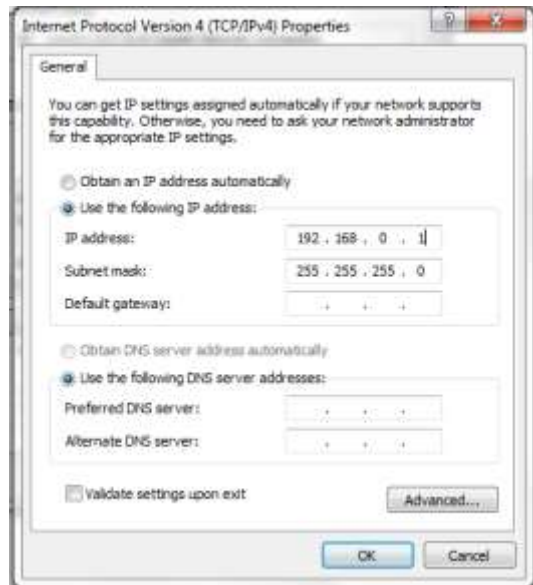 Internet Protocol Version 4 (TCP/IPv4) Properties
General
You can get IP settings assigned automatically if your network supports
this capability. Otherwise, you need to ask your network administrator
for the appropriate IP settings.
Obtain an IP address automatically
Use the following IP address:
IP address: 192 . 168 . 0 . 1
Subnet mask: 255 . 255 . 255 . 0
Default gateway: . . .
Obtain DNS server address automatically
Use the following DNS server addresses:
Preferred DNS server: . . .
Alternate DNS server: . . .
Validate settings upon exit
Advanced...
OK Cancel